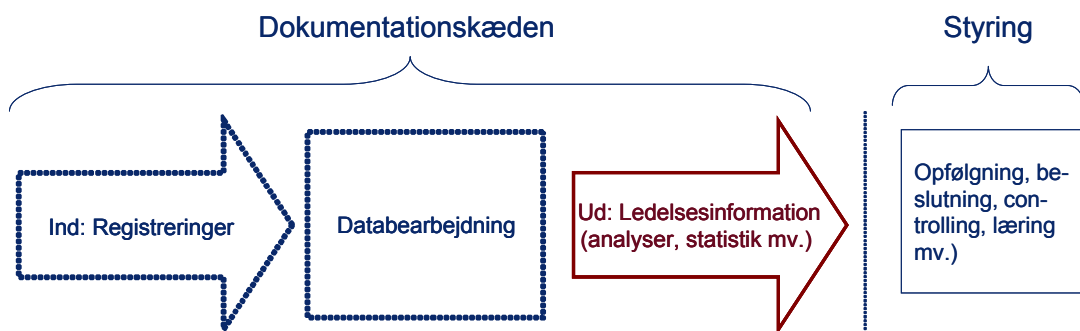 Dokumentationskæden
Styring
Ind: Registreringer
Databearbejdning
Ud: Ledelsesinformation
(analyser, statistik mv.)
Opfølgning, be-
slutning, con-
trolling, læring
mv.)